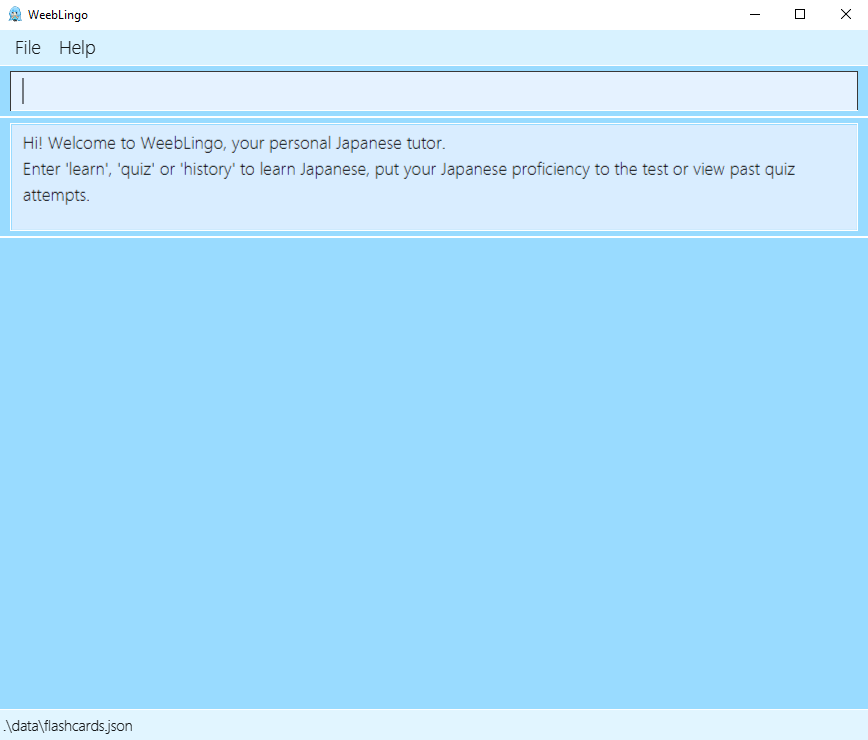 WeebLingo
File Help
Hi! Welcome to WeebLingo, your personal Japanese tutor.
Enter 'learn', 'quiz' or 'history' to learn Japanese, put your Japanese proficiency to the test or view past quiz
attempts.
.\data\flashcards.json